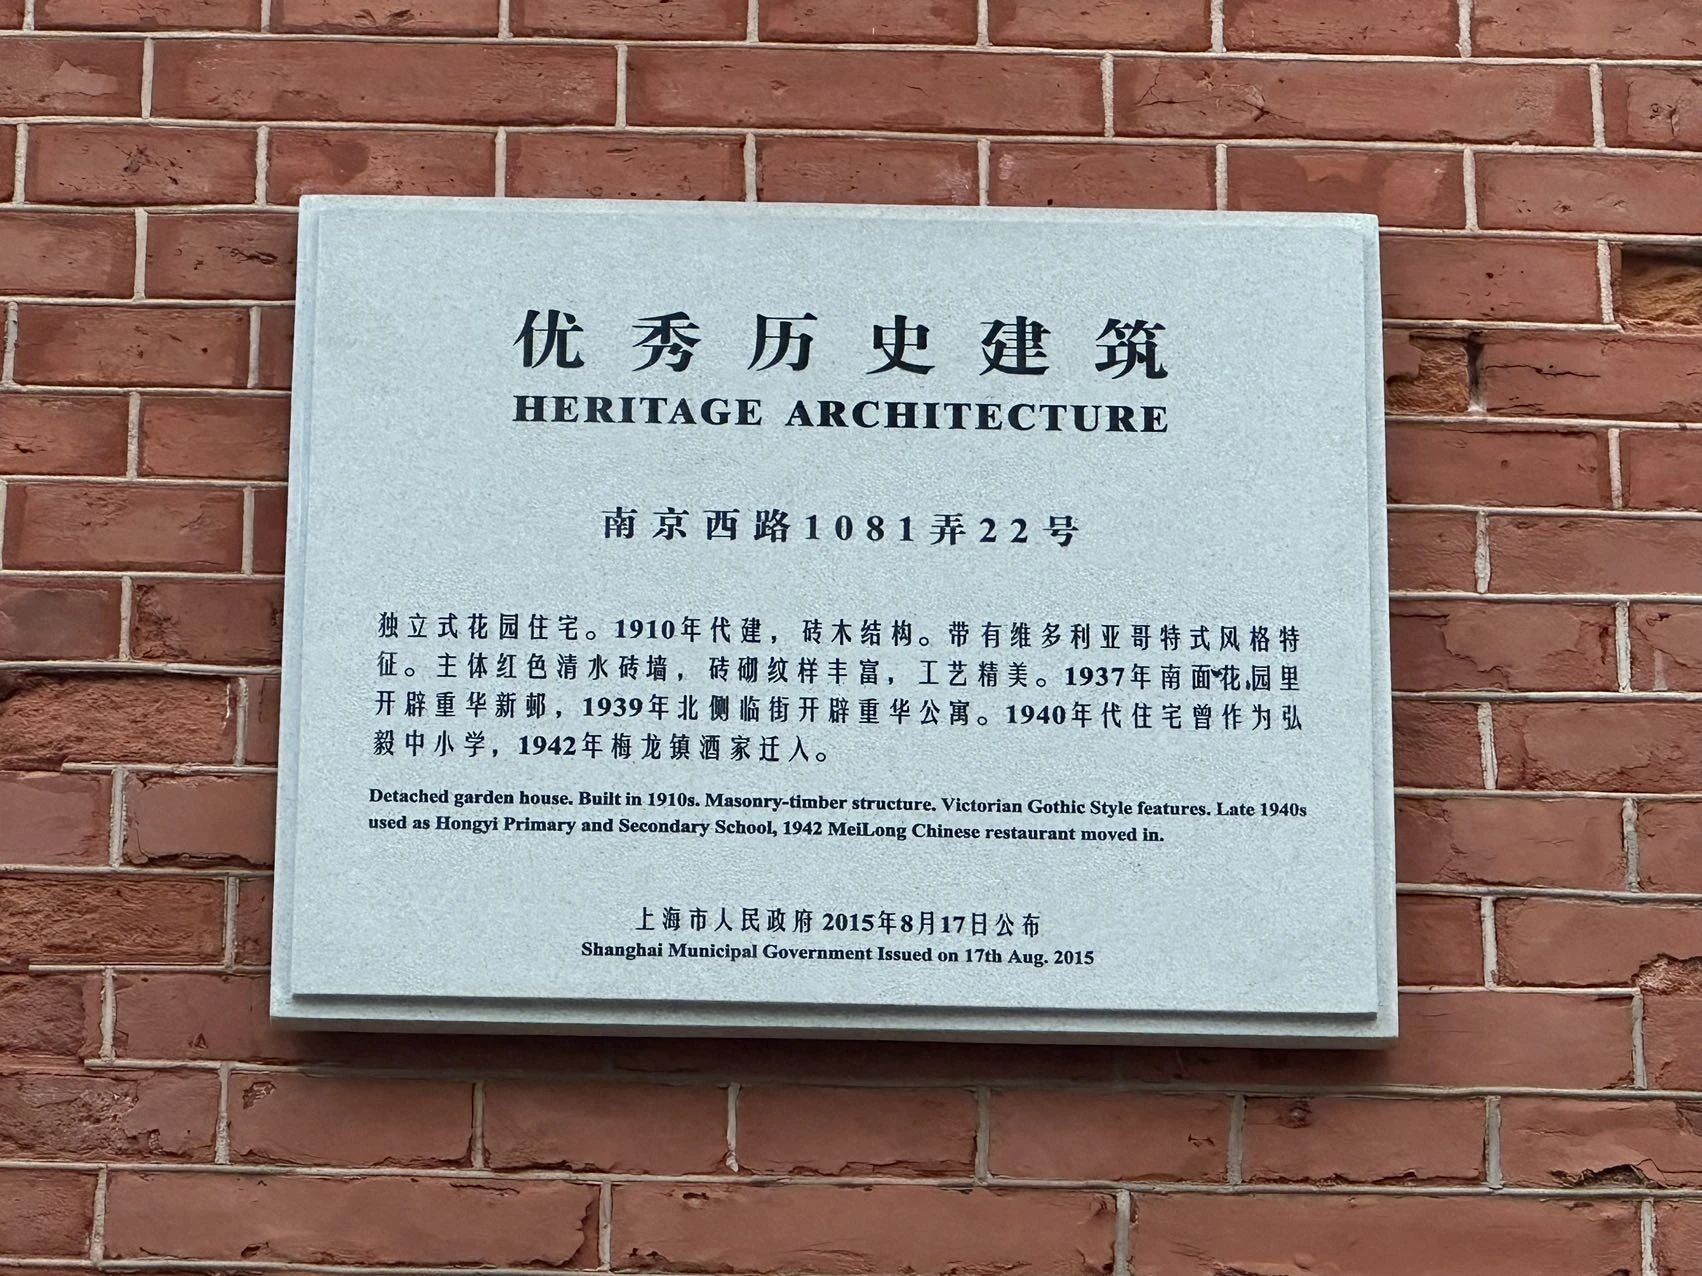 优秀历史建筑
HERITAGE ARCHITECTURE
南京西路1081弄22号
独立式花园住宅。1910年代建，砖木结构。带有维多利亚哥特式风格特
征。主体红色清水砖墙，砖砌纹样丰富，工艺精美。1937年南面花园里
开辟重华新邨，1939年北侧临街开辟重华公寓。1940年代住宅曾作为弘
毅中小学，1942年梅龙镇酒家迁入。
Detached garden house. Built in 1910s. Masonry-timber structure. Victorian Gothic Style features. Late 1940s
used as Hongyi Primary and Secondary School, 1942 MeiLong Chinese restaurant moved in.
上海市人民政府 2015年8月17日公布
Shanghai Municipal Government Issued on 17th Aug. 2015